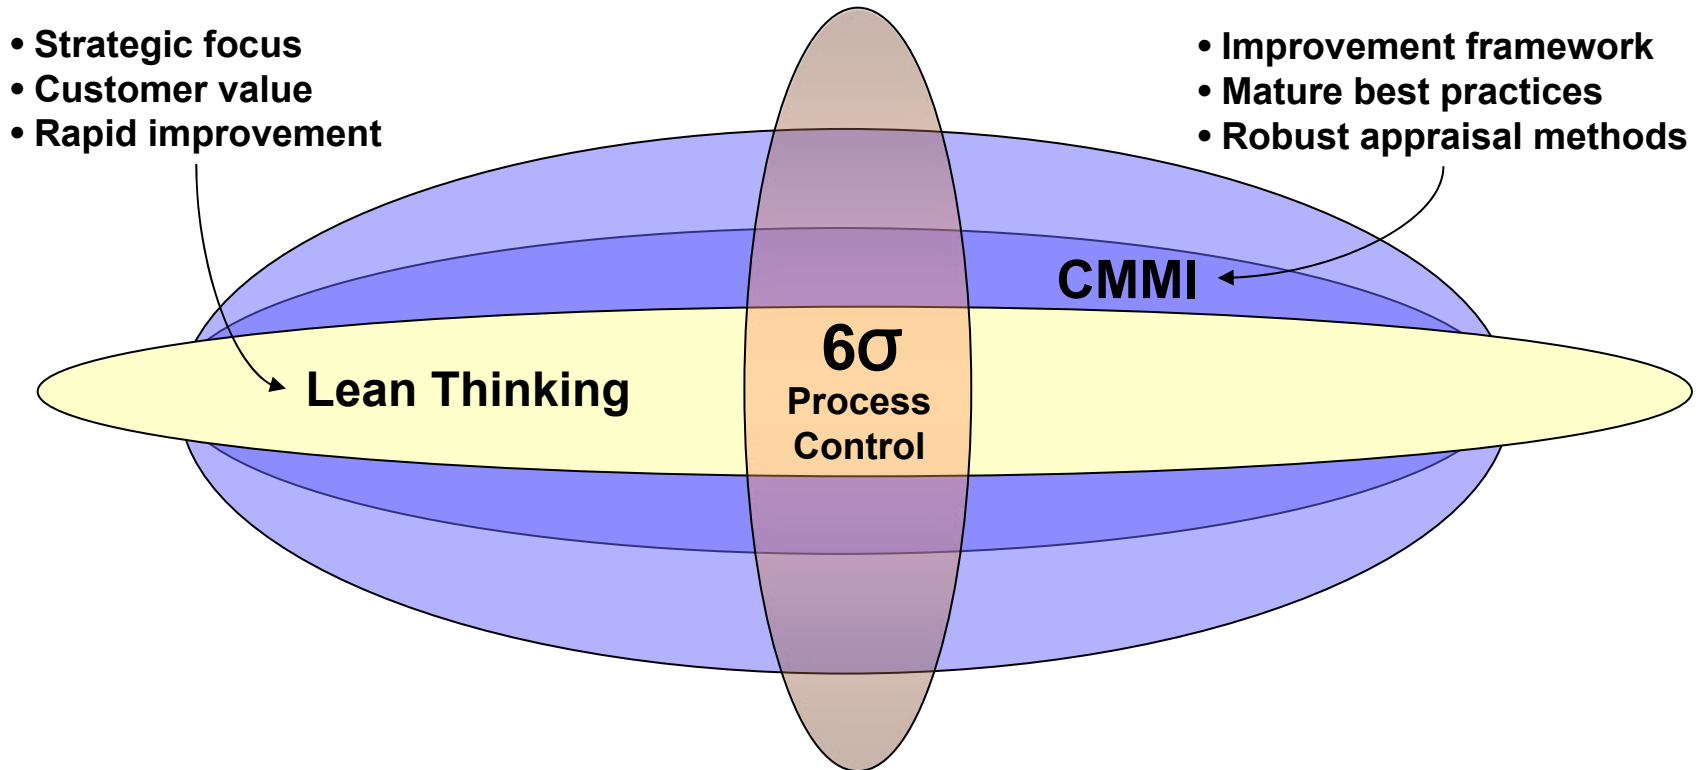 • Strategic focus
• Customer value
• Rapid improvement
• Improvement framework
• Mature best practices
• Robust appraisal methods
CMMI
Lean Thinking
6σ
Process
Control